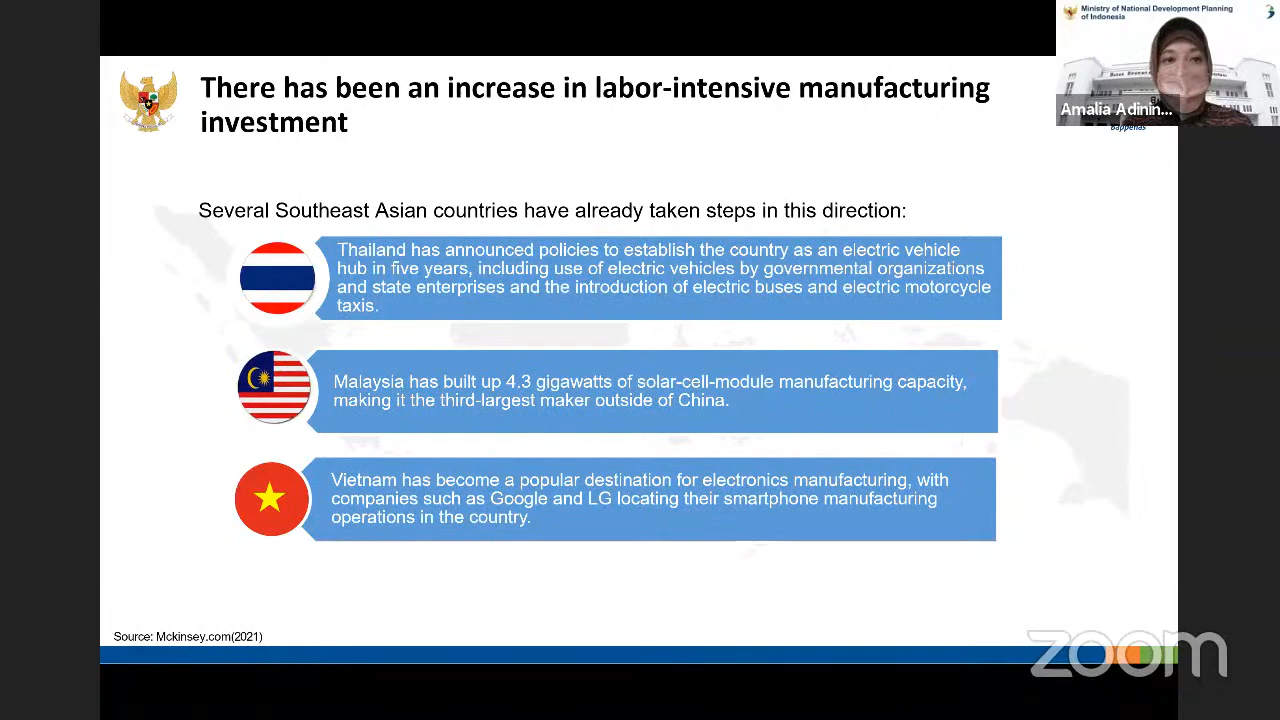 Ministry of National Development Planning
of Indonesia
Amalia Adinin...
Bappenas
There has been an increase in labor-intensive manufacturing
investment
Several Southeast Asian countries have already taken steps in this direction:
Thailand has announced policies to establish the country as an electric vehicle
hub in five years, including use of electric vehicles by governmental organizations
and state enterprises and the introduction of electric buses and electric motorcycle
taxis.
Malaysia has built up 4.3 gigawatts of solar-cell-module manufacturing capacity,
making it the third-largest maker outside of China.
Vietnam has become a popular destination for electronics manufacturing, with
companies such as Google and LG locating their smartphone manufacturing
operations in the country.
Source: Mckinsey.com(2021)
zoom